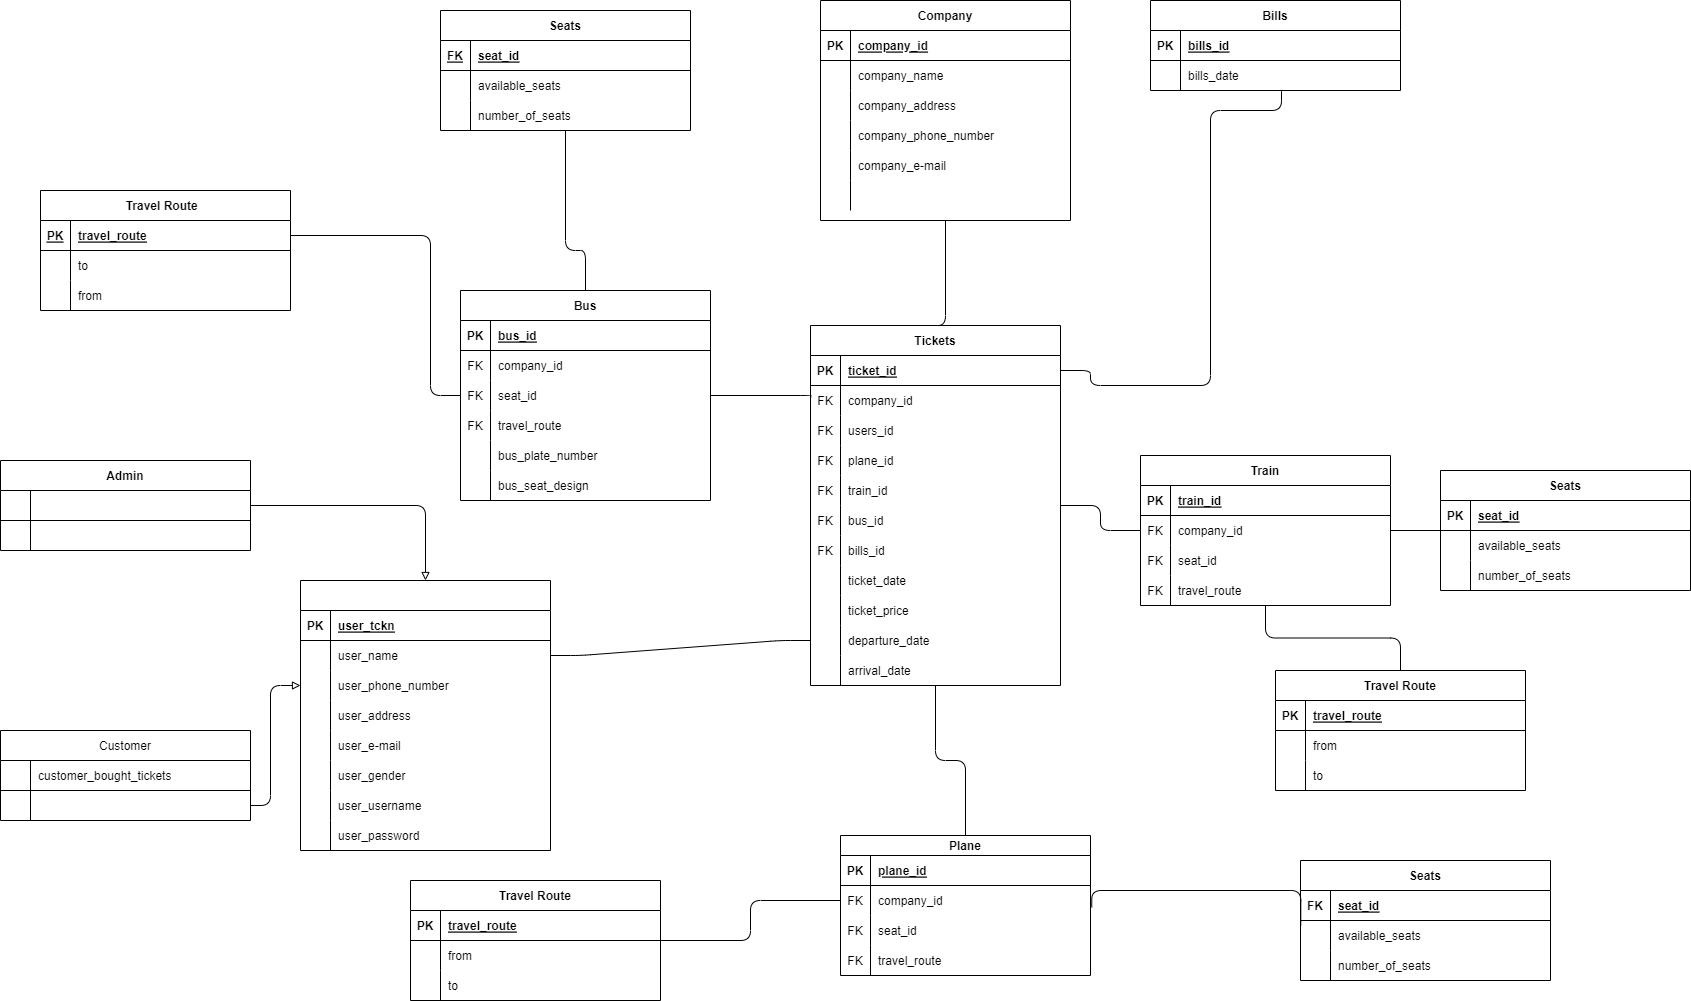 Seats
FK seat_id
available_seats
number_of_seats
Company
PK company_id
company_name
company_address
company_phone_number
company_e-mail
Bills
PK bills_id
bills_date
Travel Route
PK travel_route
to
from
Bus
PK bus_id
FK company_id
FK seat_id
FK travel_route
bus_plate_number
bus_seat_design
Tickets
PK ticket_id
FK company_id
FK users_id
FK plane_id
FK train_id
FK bus_id
FK bills_id
ticket_date
ticket_price
departure_date
arrival_date
Train
PK train_id
FK company_id
FK seat_id
FK travel_route
Seats
PK seat_id
available_seats
number_of_seats
Admin
PK user_tckn
user_name
user_phone_number
user_address
user_e-mail
user_gender
user_username
user_password
Customer
customer_bought_tickets
Travel Route
PK travel_route
from
to
Plane
PK plane_id
FK company_id
FK seat_id
FK travel_route
Travel Route
PK travel_route
from
to
Seats
FK seat_id
available_seats
number_of_seats